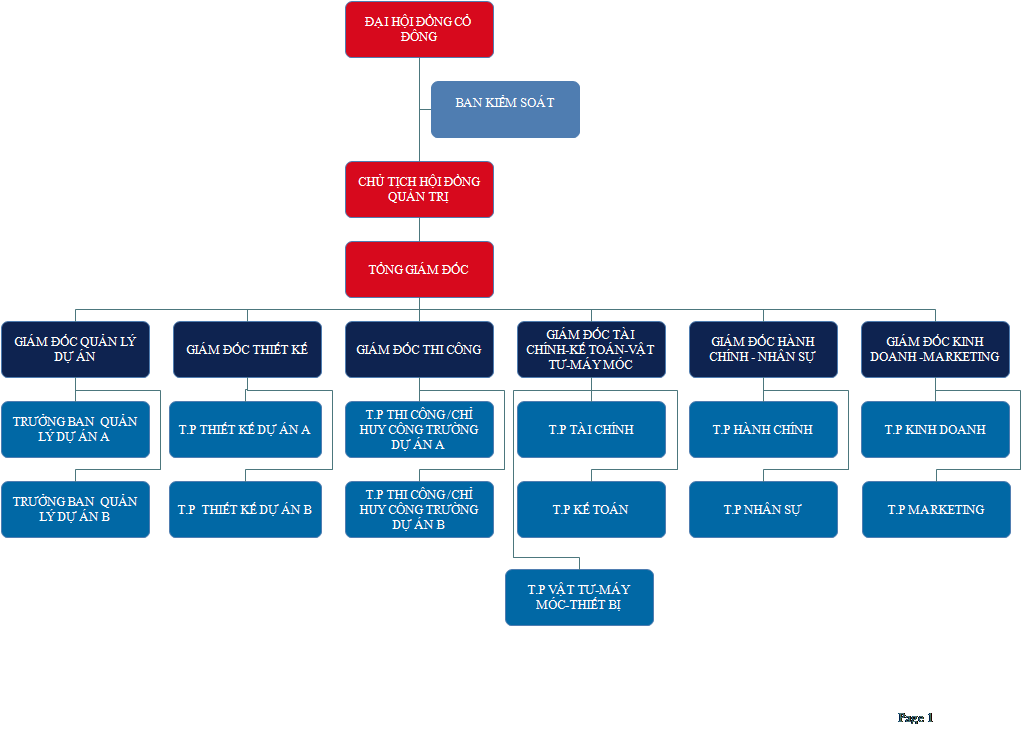 ĐẠI HỘI ĐỒNG CỔ
ĐÔNG
BAN KIỂM SOÁT
CHỦ TỊCH HỘI ĐỒNG
QUẢN TRỊ
TỔNG GIÁM ĐỐC
GIÁM ĐỐC QUẢN LÝ
DỰ ÁN
GIÁM ĐỐC THIẾT KẾ
GIÁM ĐỐC THI CÔNG
GIÁM ĐỐC TÀI
CHÍNH-KẾ TOÁN-VẬT
TƯ-MÁY MÓC
GIÁM ĐỐC HÀNH
CHÍNH - NHÂN SỰ
GIÁM ĐỐC KINH
DOANH -MARKETING
TRƯỞNG BAN QUẢN
LÝ DỰ ÁN A
T.P THIẾT KẾ DỰ ÁN A
T.P THI CÔNG /CHỈ
HUY CÔNG TRƯỜNG
DỰ ÁN A
T.P TÀI CHÍNH
T.P HÀNH CHÍNH
T.P KINH DOANH
TRƯỞNG BAN QUẢN
LÝ DỰ ÁN B
T.P THIẾT KẾ DỰ ÁN B
T.P THI CÔNG /CHỈ
HUY CÔNG TRƯỜNG
DỰ ÁN B
T.P KẾ TOÁN
T.P NHÂN SỰ
T.P MARKETING
T.P VẬT TƯ-MÁY
MÓC-THIẾT BỊ
Page 1